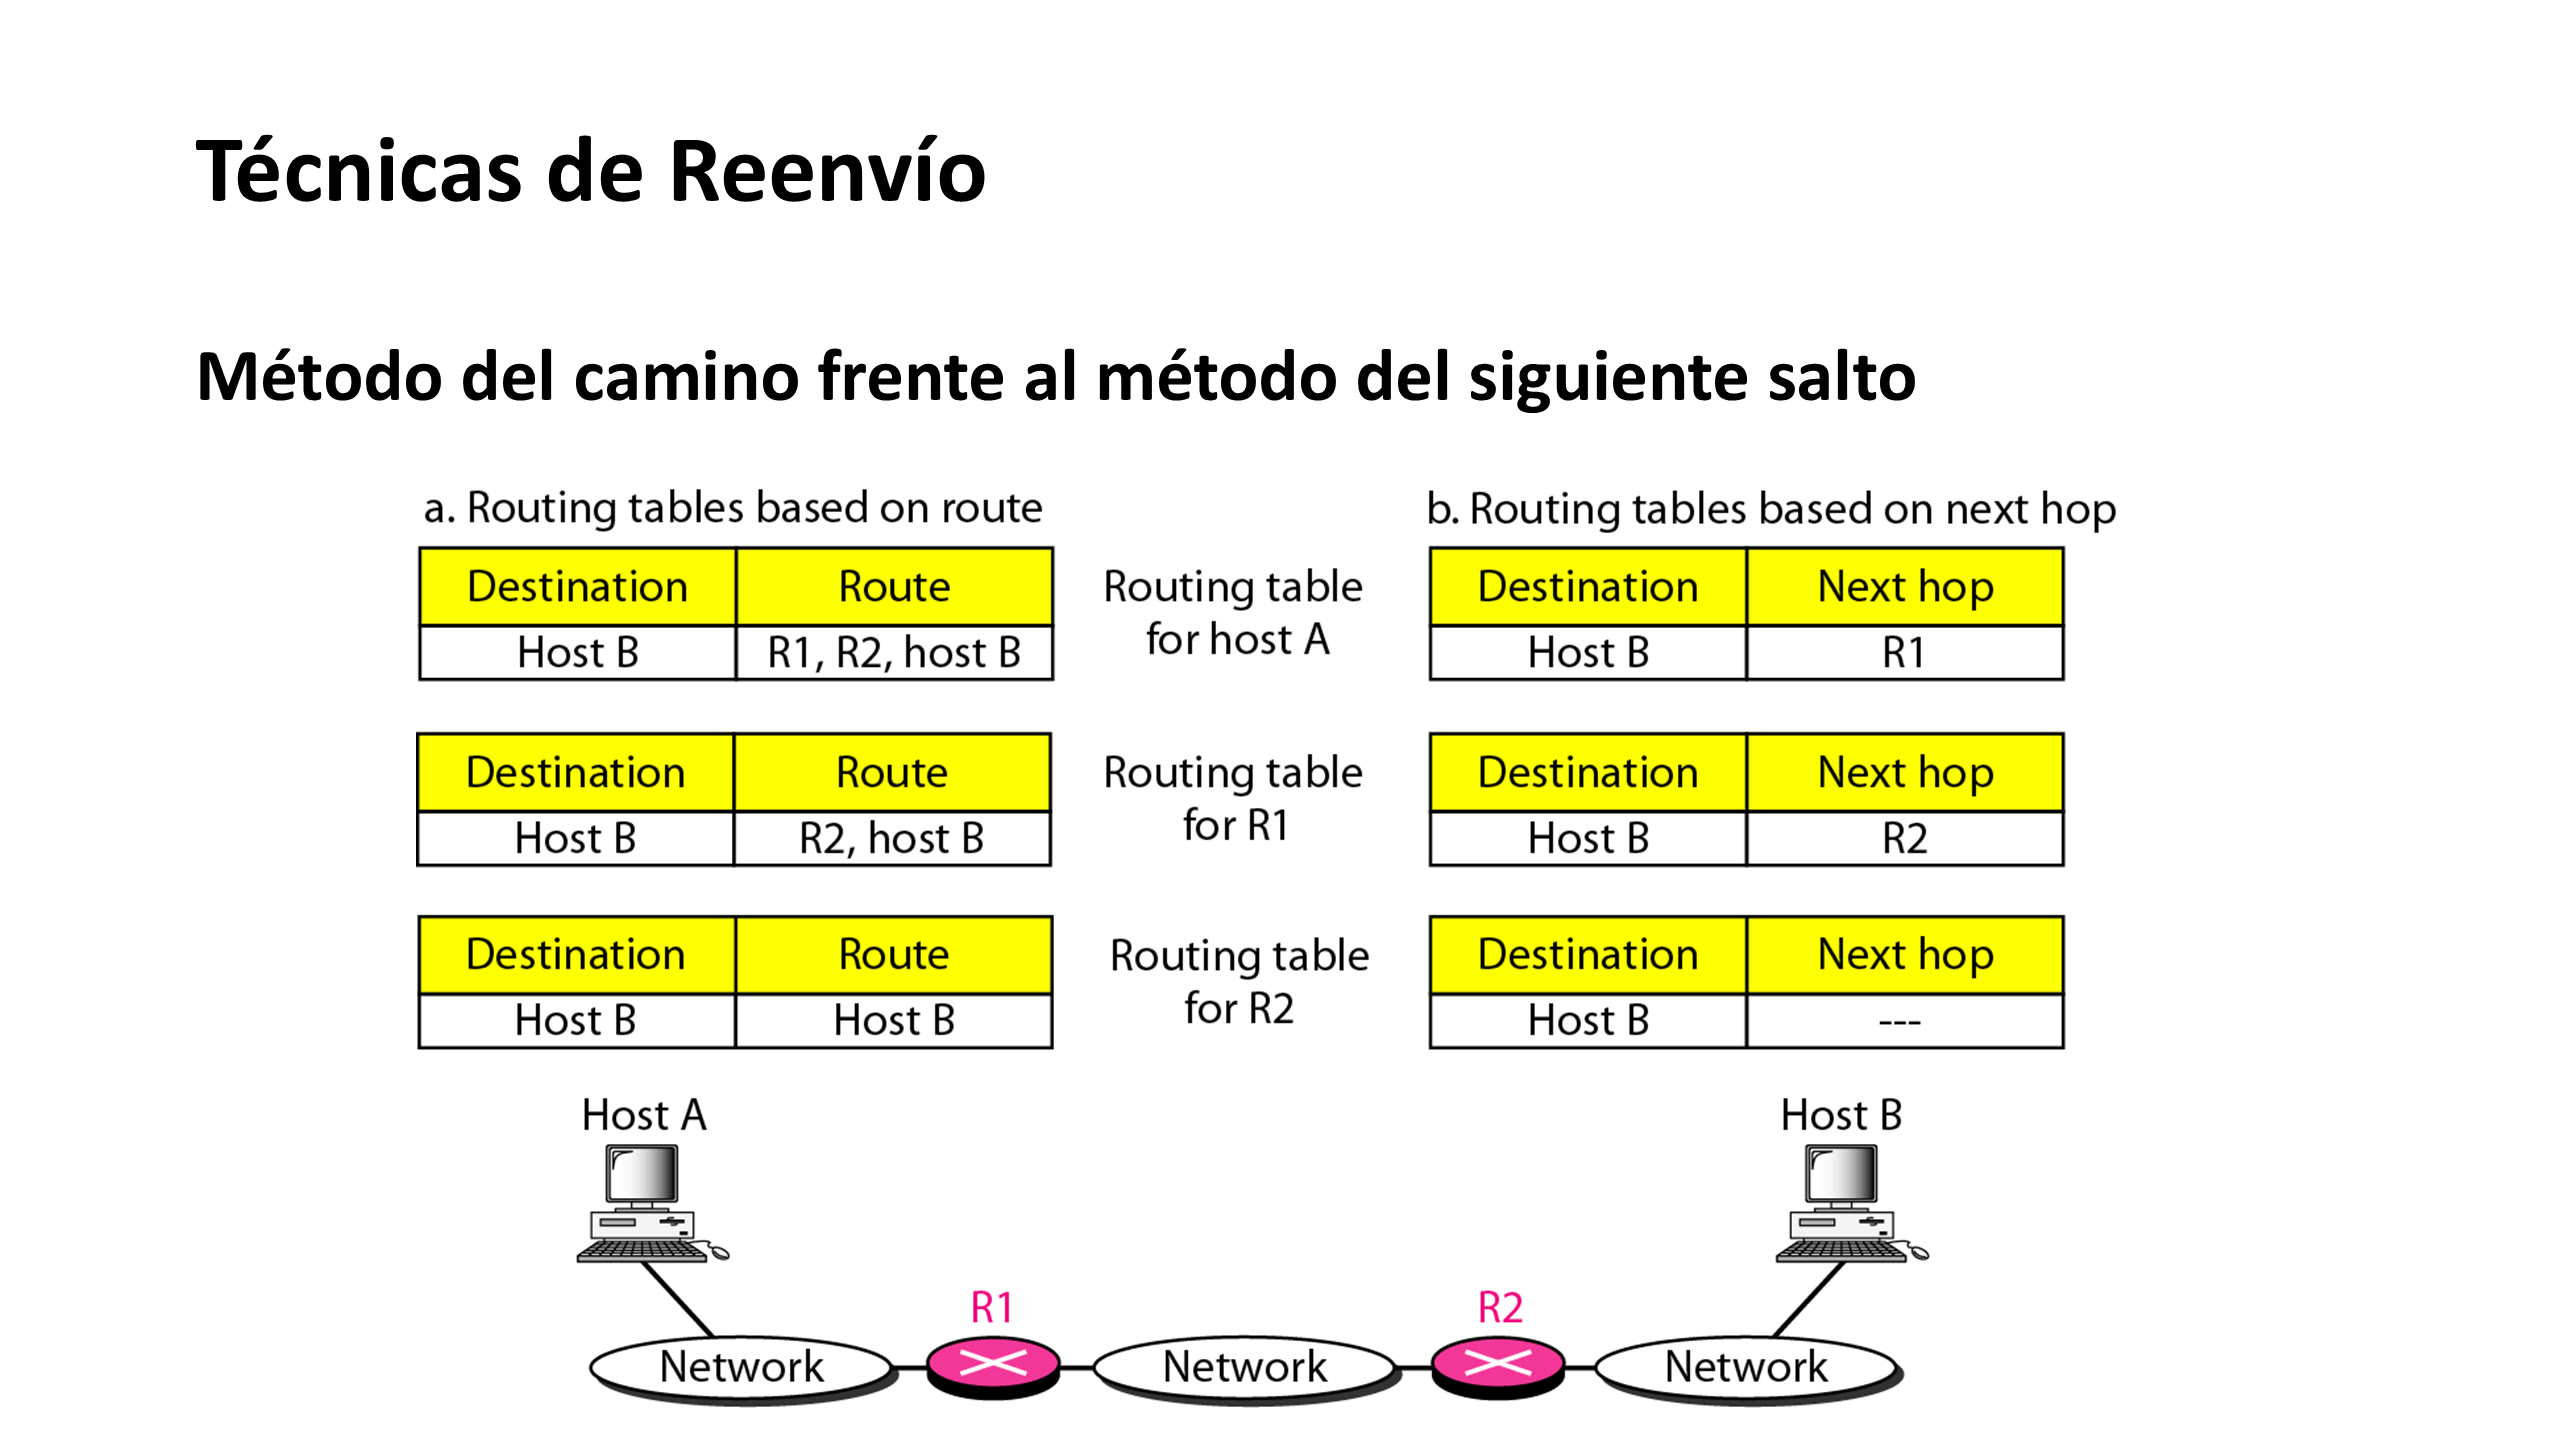 Técnicas de Reenvío
Método del camino frente al método del siguiente salto
a. Routing tables based on route
b. Routing tables based on next hop
Destination Route
Host B R1, R2, host B
Routing table
for host A
Destination Next hop
Host B R1
Destination Route
Host B R2, host B
Routing table
for R1
Destination Next hop
Host B R2
Destination Route
Host B Host B
Routing table
for R2
Destination Next hop
Host B ---
Host A
Host B
R1
R2
Network
Network
Network